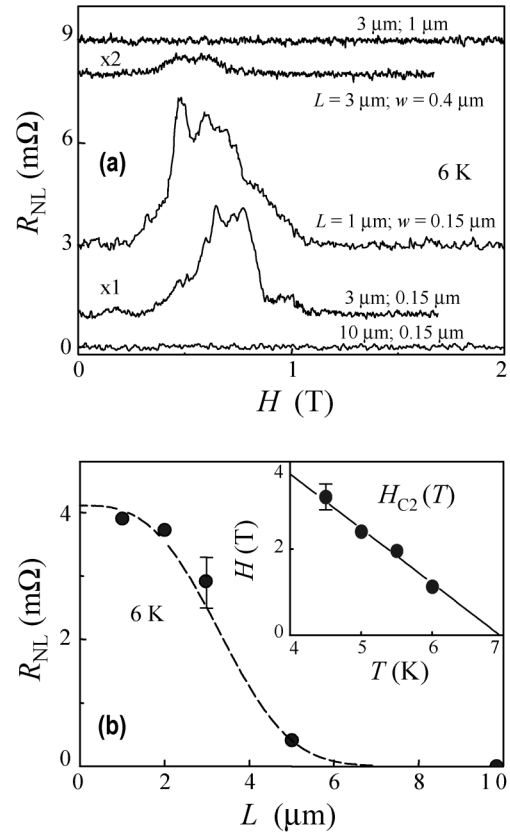 9
3 μm; 1 μm
x2
L = 3 μm; w = 0.4 μm
6
(a)
6 K
R_NL (mΩ)
L = 1 μm; w = 0.15 μm
3
x1
3 μm; 0.15 μm
10 μm; 0.15 μm
0
0 1 2
H (T)
4
H_C2 (T)
4
2
0
H (T)
4 5 6 7
T (K)
6 K
R_NL (mΩ)
2
(b)
0
0 2 4 6 8 10
L (μm)